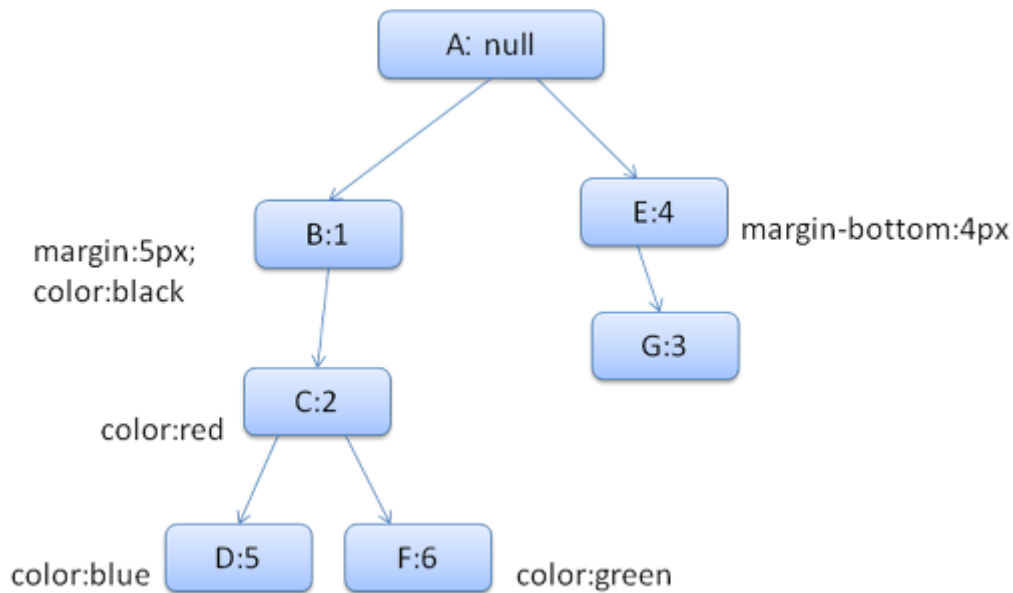 A: null
B:1
E:4
margin:5px;
color:black
margin-bottom:4px
G:3
C:2
color:red
D:5
F:6
color:blue
color:green